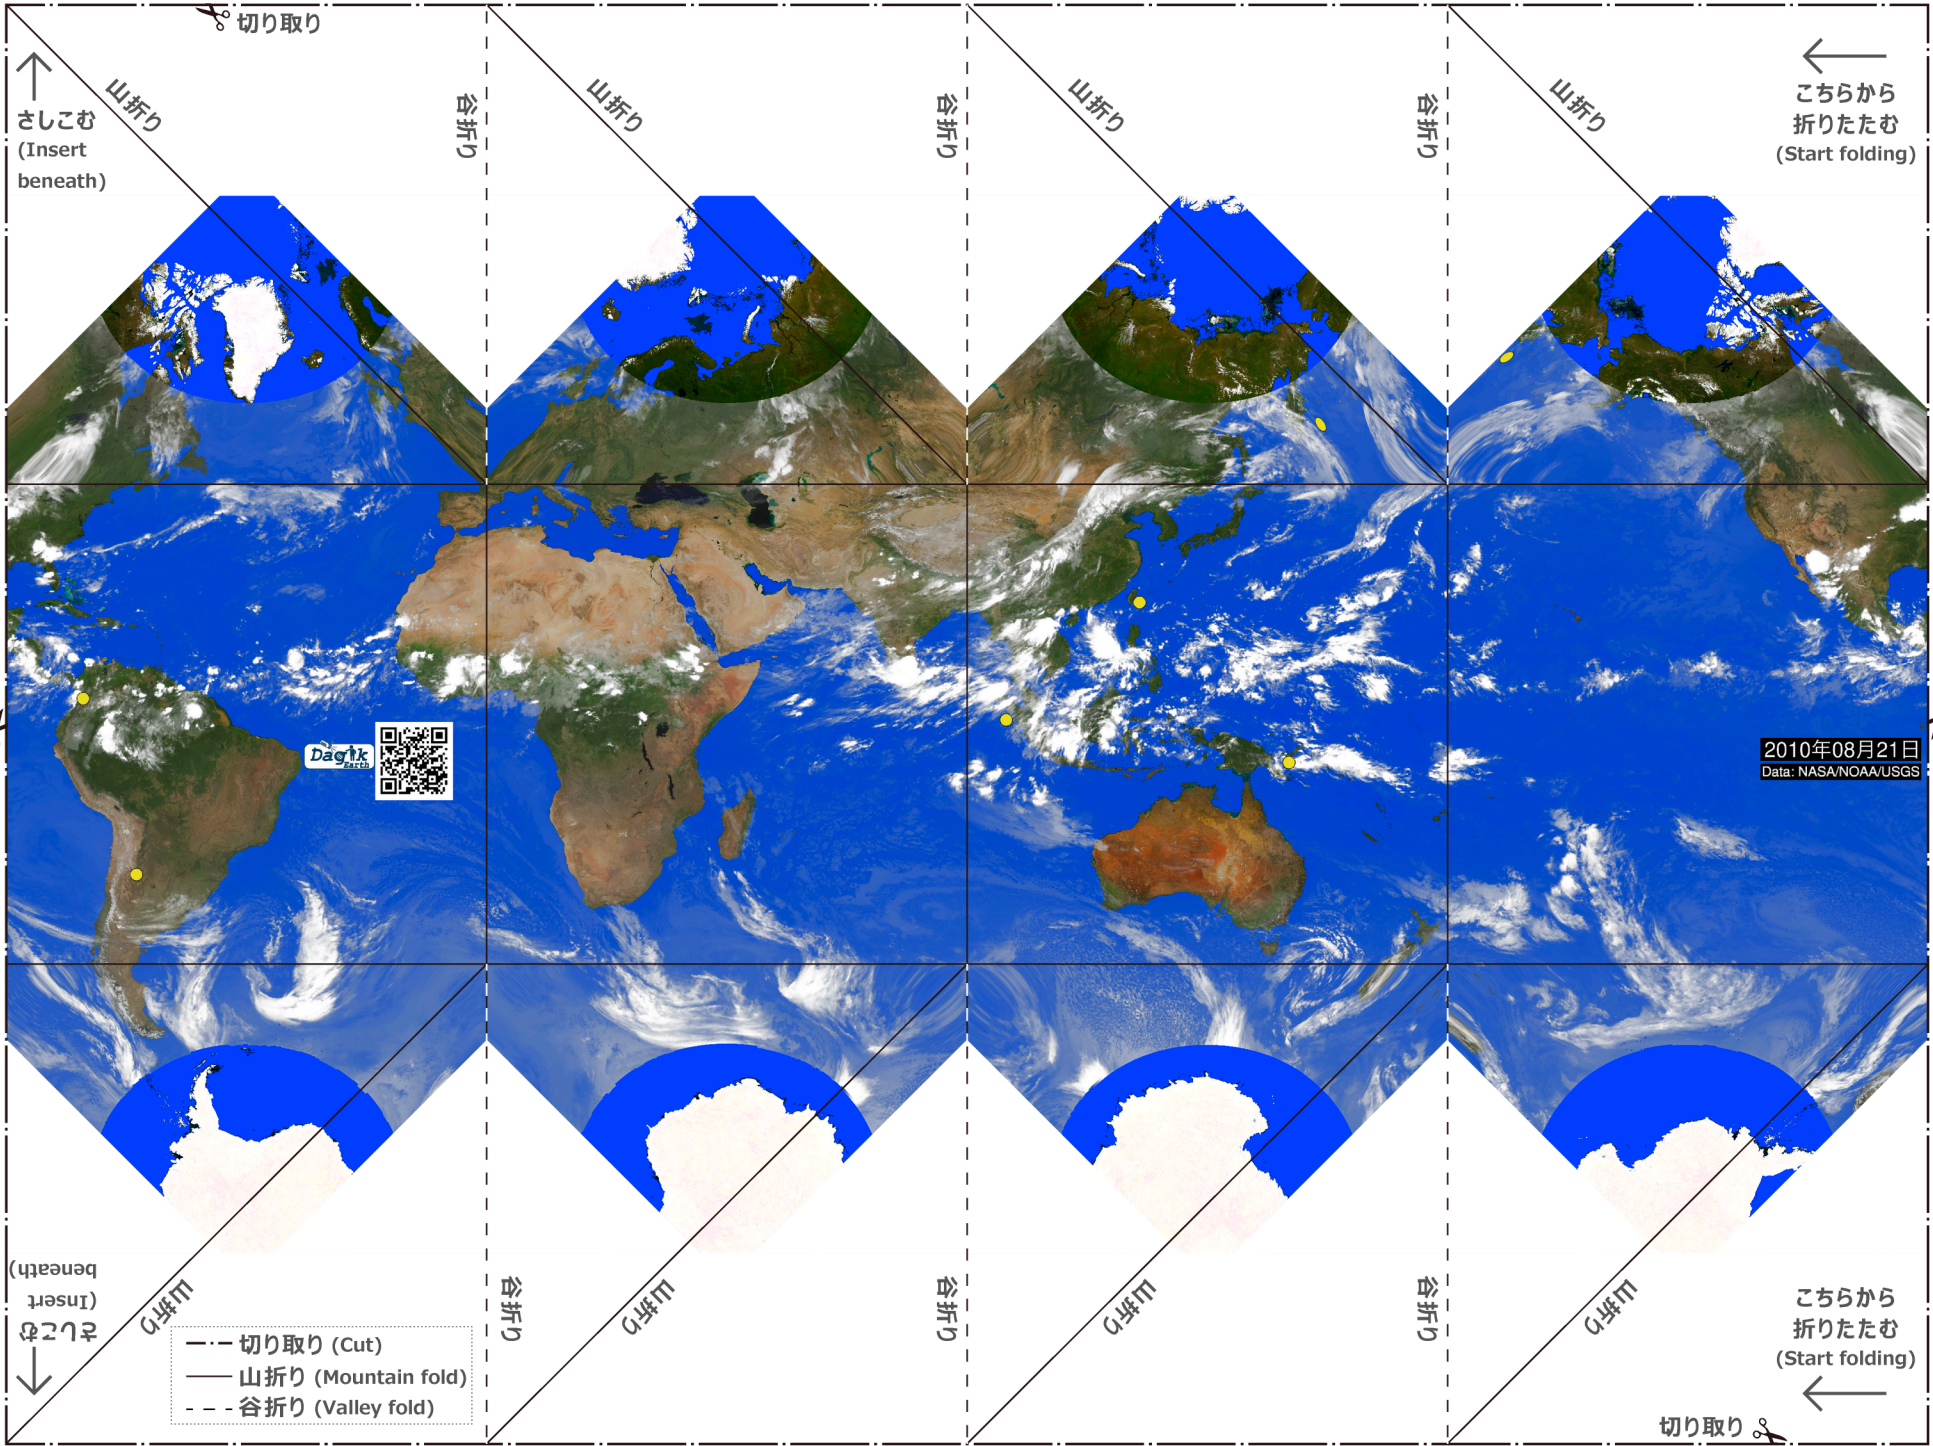 切り取り
山折り
谷折り
山折り
谷折り
山折り
谷折り
山折り
さしこむ
(Insert
beneath)
こちらから
折りたたむ
(Start folding)
Dagik
Earth
2010年08月21日
Data: NASA/NOAA/USGS
さしこむ
(Insert
beneath)
山折り
谷折り
山折り
谷折り
山折り
谷折り
山折り
こちらから
折りたたむ
(Start folding)
切り取り (Cut)
山折り (Mountain fold)
谷折り (Valley fold)
切り取り